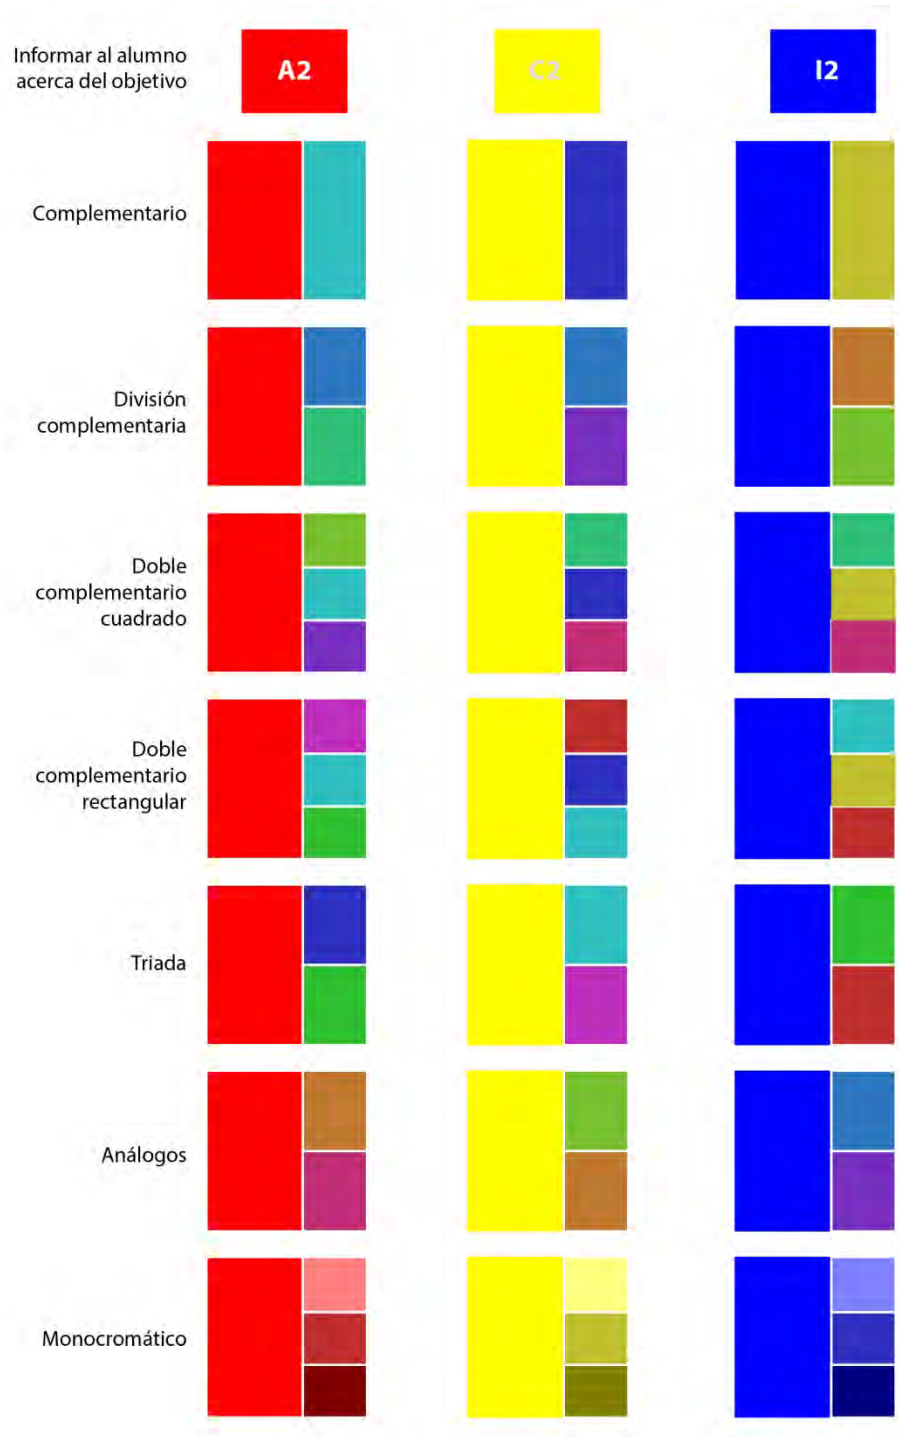 Informar al alumno
acerca del objetivo
A2
C2
I2
Complementario
División
complementaria
Doble
complementario
cuadrado
Doble
complementario
rectangular
Triada
Análogos
Monocromático